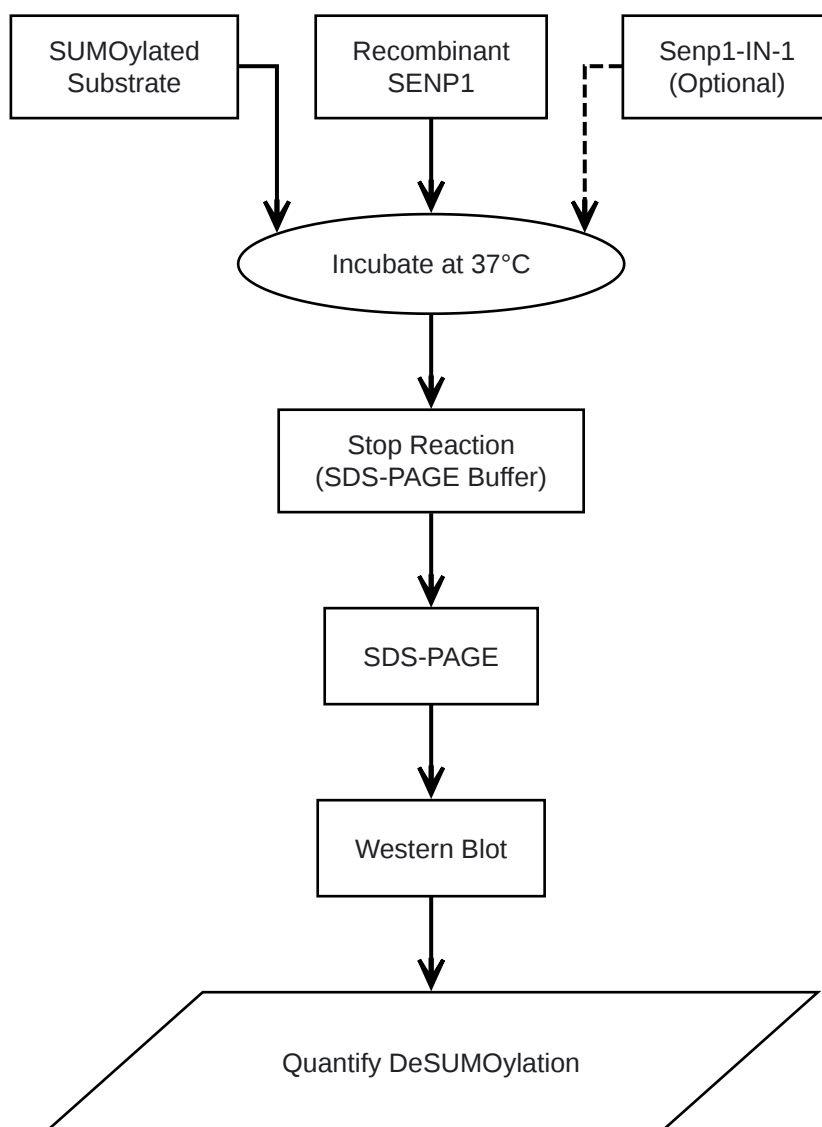 SUMOylated
Substrate
Recombinant
SENP1
Senp1-IN-1
(Optional)
Incubate at 37°C
Stop Reaction
(SDS-PAGE Buffer)
SDS-PAGE
Western Blot
Quantify DeSUMOylation